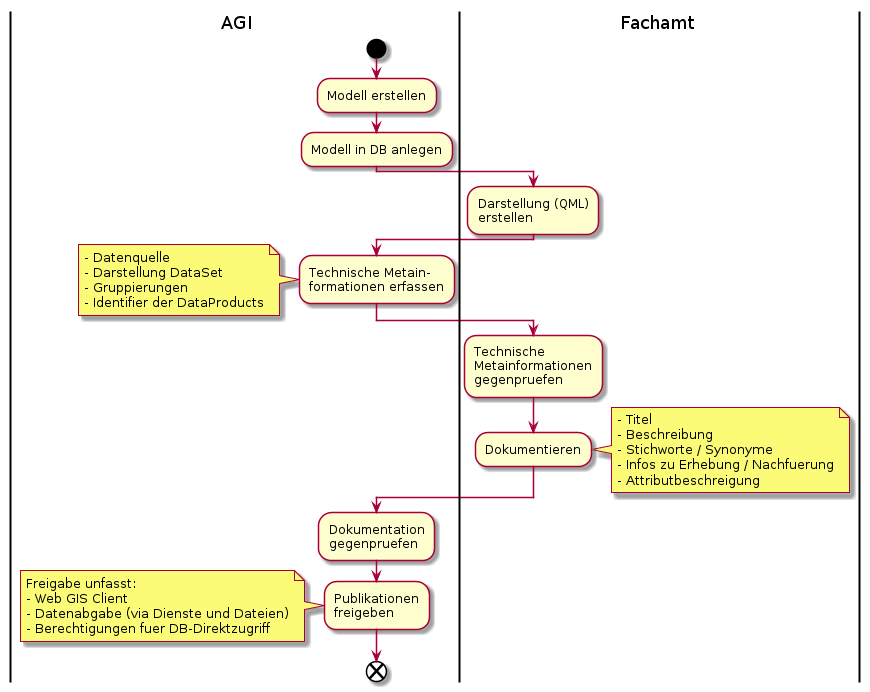 AGI
Fachamt
Modell erstellen
Modell in DB anlegen
Darstellung (QML)
erstellen
- Datenquelle
- Darstellung DataSet
- Gruppierungen
- Identifier der DataProducts
Technische Metain-
formationen erfassen
Technische
Metainformationen
gegenpruefen
Dokumentieren
- Titel
- Beschreibung
- Stichworte / Synonyme
- Infos zu Erhebung / Nachfuerung
- Attributbeschreigung
Dokumentation
gegenpruefen
Freigabe unfasst:
- Web GIS Client
- Datenabgabe (via Dienste und Dateien)
- Berechtigungen fuer DB-Direktzugriff
Publikationen
freigeben